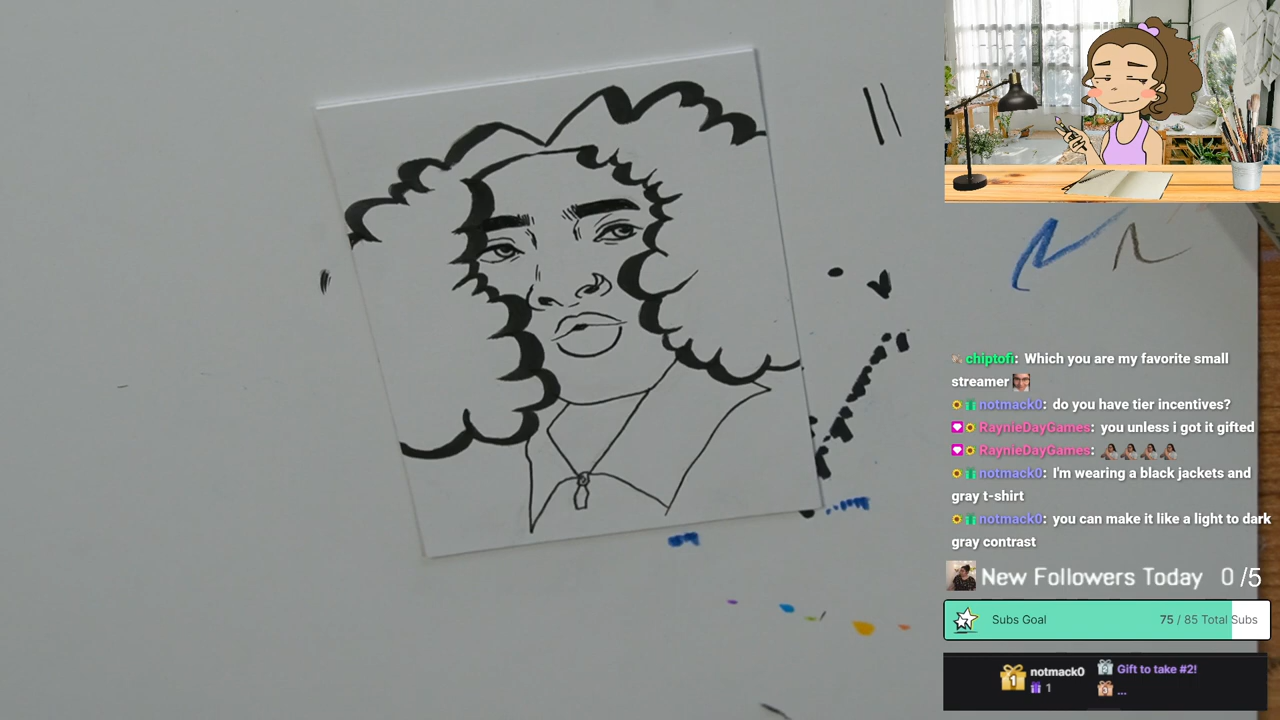 chiptofi: Which you are my favorite small
streamer
notmack0: do you have tier incentives?
RaynieDayGames: you unless i got it gifted
RaynieDayGames:
notmack0: I'm wearing a black jackets and
gray t-shirt
notmack0: you can make it like a light to dark
gray contrast
New Followers Today 0 /5
Subs Goal 75 / 85 Total Subs
1 notmack0 Gift to take #2!
1 ...